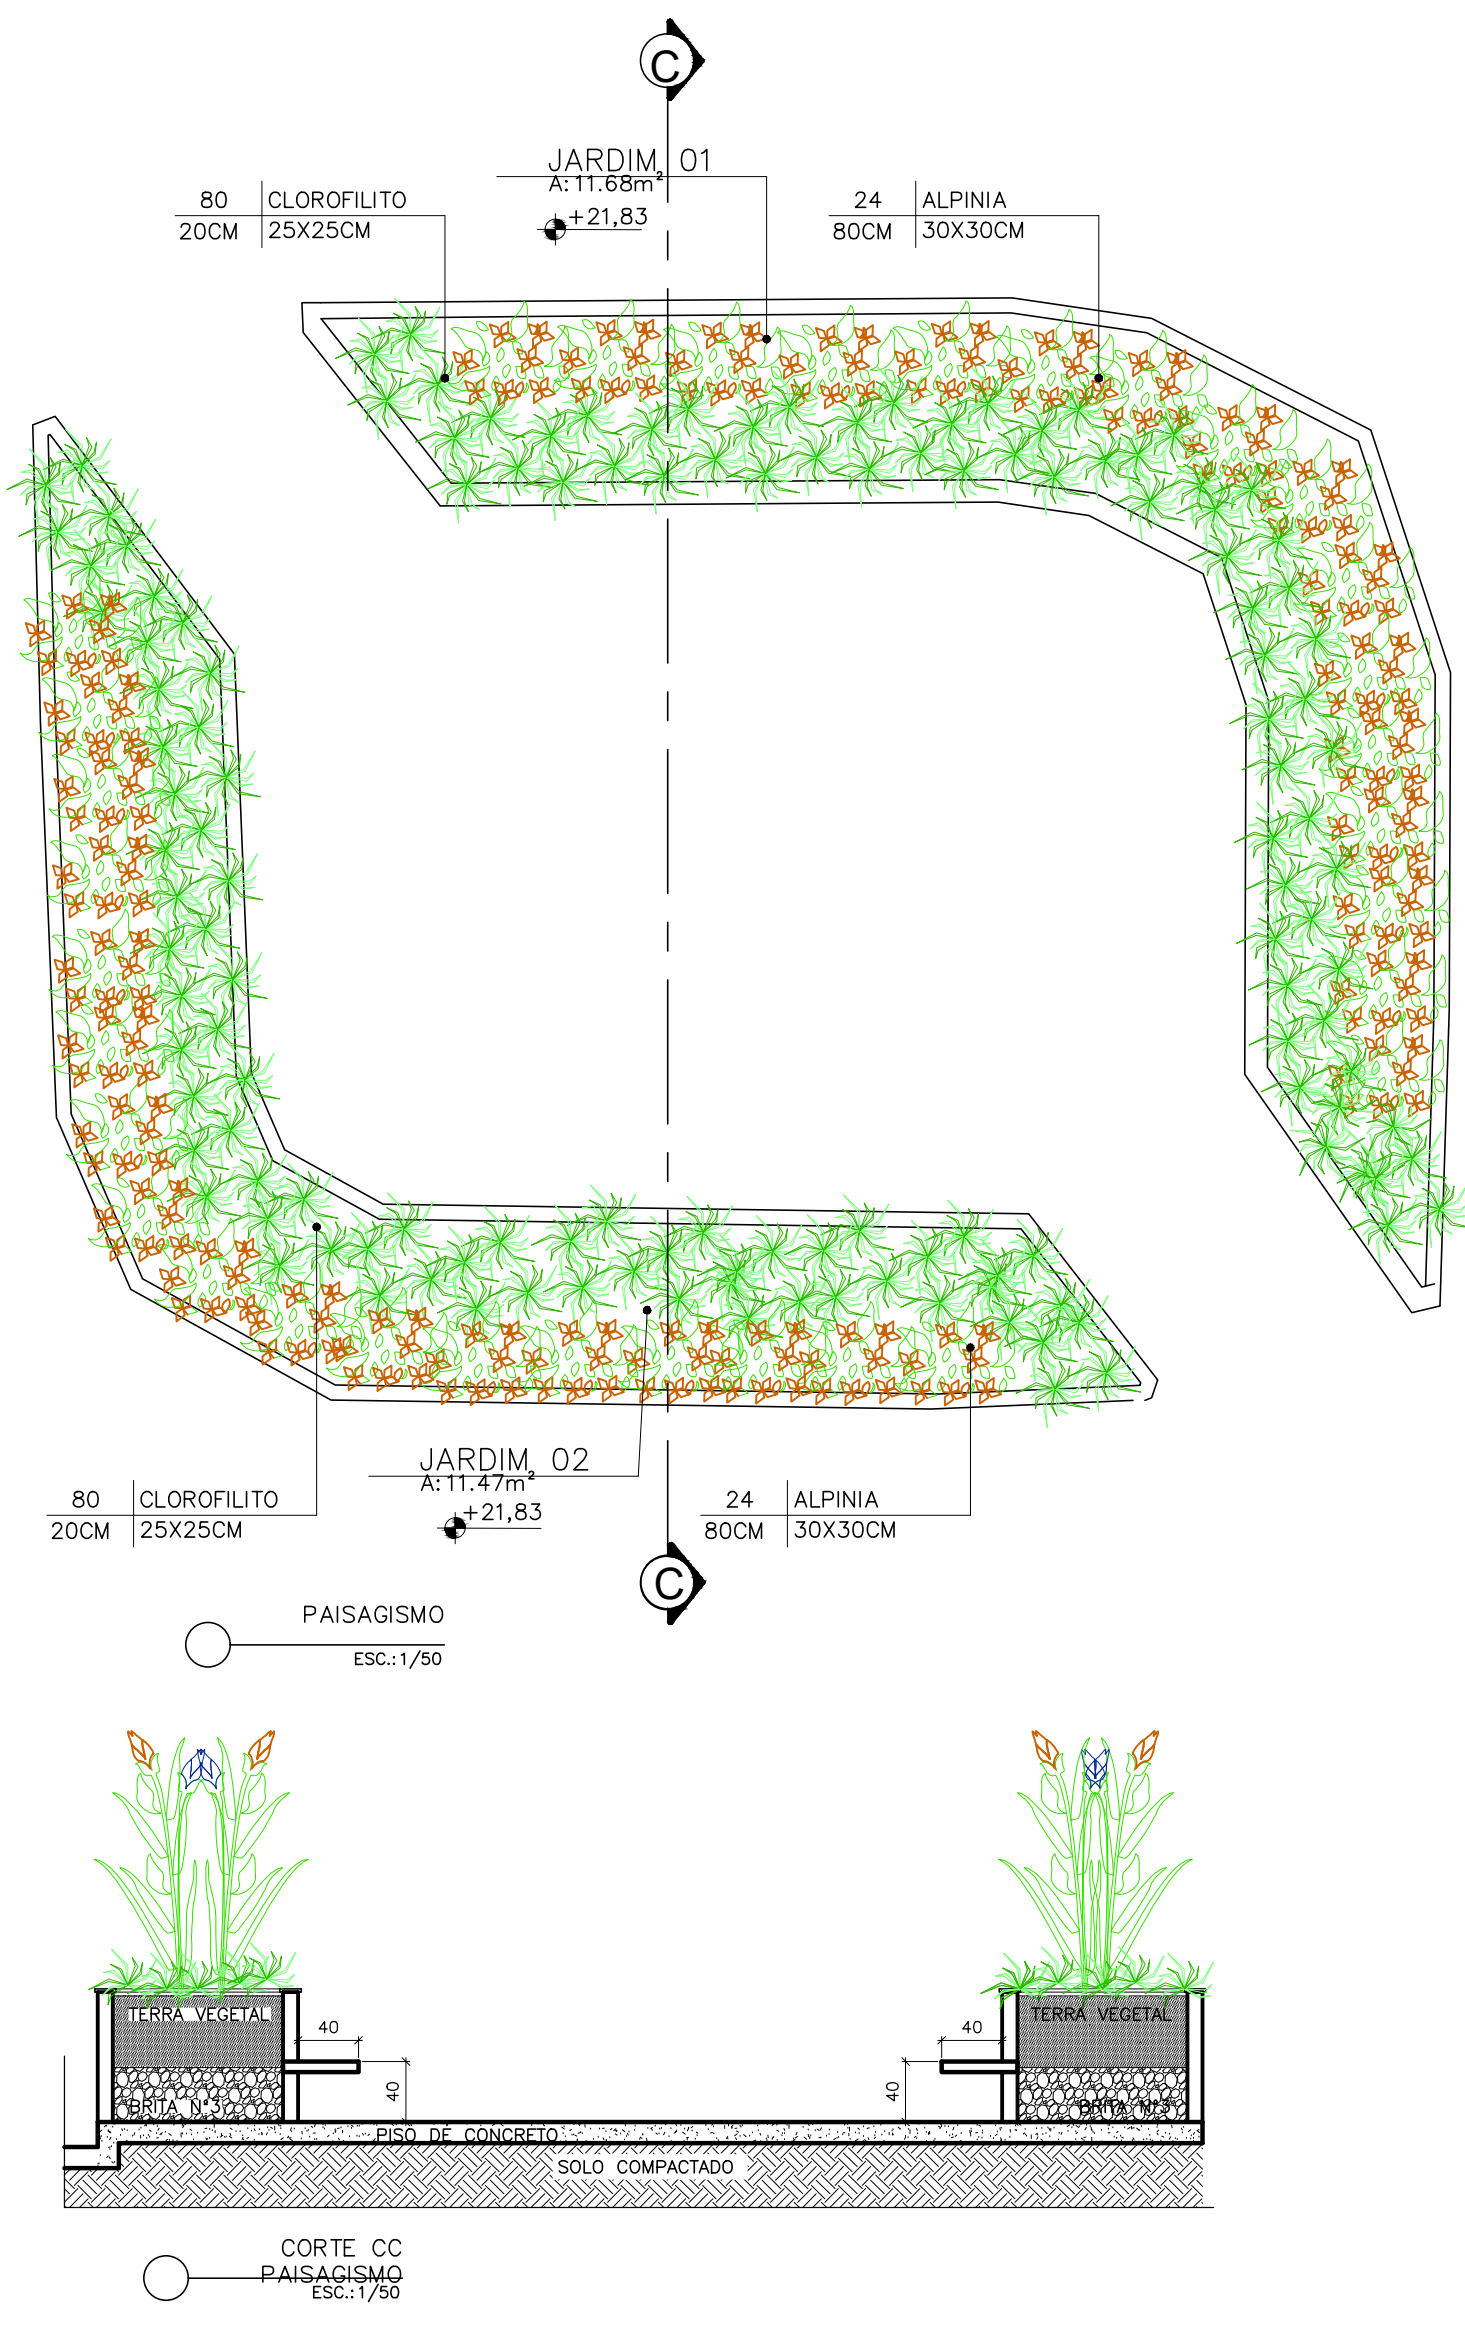 C
JARDIM 01
A: 11.68m²
+21,83
80 CLOROFILITO
20CM 25X25CM
24 ALPINIA
80CM 30X30CM
JARDIM 02
A: 11.47m²
+21,83
80 CLOROFILITO
20CM 25X25CM
24 ALPINIA
80CM 30X30CM
C
PAISAGISMO
ESC.: 1/50
TERRA VEGETAL
TERRA VEGETAL
40
40
40
40
BRITA N°3
BRITA N°3
PISO DE CONCRETO
SOLO COMPACTADO
CORTE CC
PAISAGISMO
ESC.: 1/50